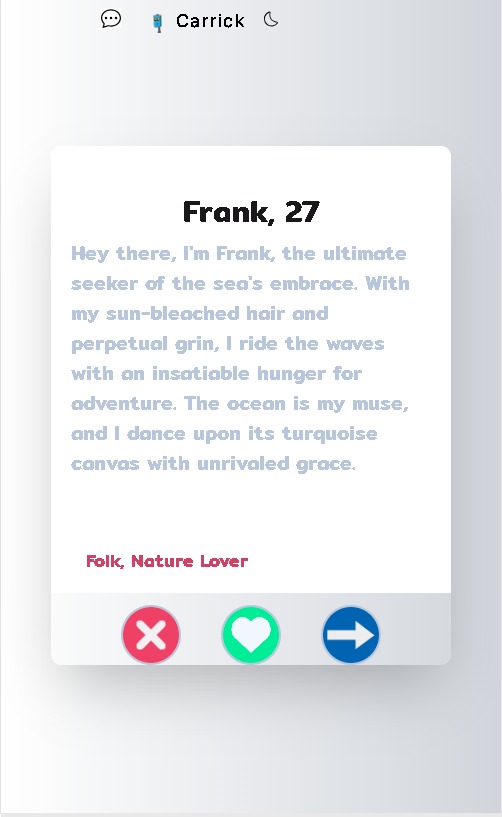 Carrick
Frank, 27
Hey there, I'm Frank, the ultimate
seeker of the sea's embrace. With
my sun-bleached hair and
perpetual grin, I ride the waves
with an insatiable hunger for
adventure. The ocean is my muse,
and I dance upon its turquoise
canvas with unrivaled grace.
Folk, Nature Lover